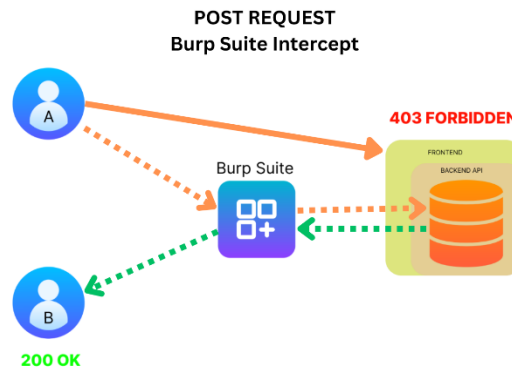 POST REQUEST
Burp Suite Intercept
A
403 FORBIDDEN
FRONTEND
BACKEND API
Burp Suite
B
200 OK